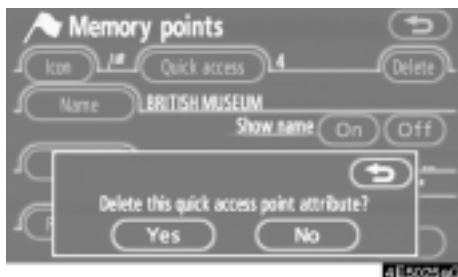 Memory points
Icon Quick access 4 Delete
Name BRITISH MUSEUM
Show name On Off
Delete this quick access point attribute?
Yes No